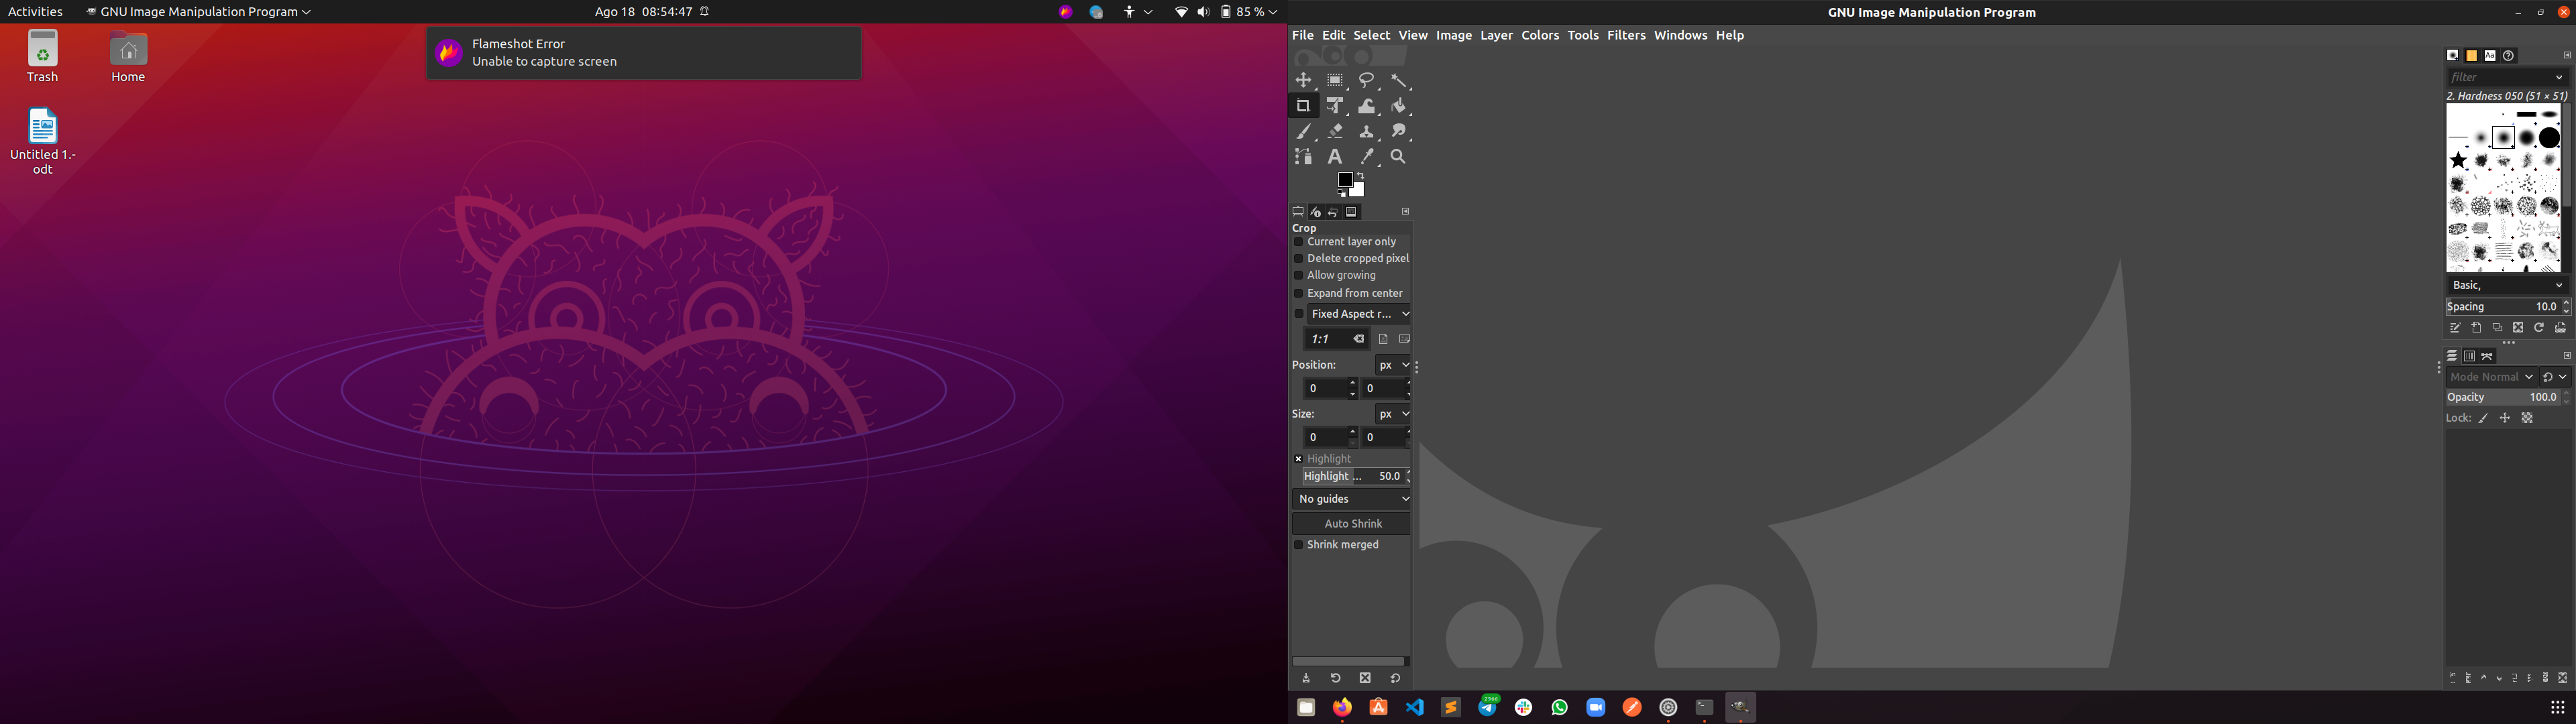 Activities
GNU Image Manipulation Program
Ago 18 08:54:47
85 %
Flameshot Error
Unable to capture screen
Trash
Home
Untitled 1.-
odt
GNU Image Manipulation Program
File Edit Select View Image Layer Colors Tools Filters Windows Help
Crop
Current layer only
Delete cropped pixel
Allow growing
Expand from center
Fixed Aspect r...
1:1
Position:
px
0
0
Size:
px
0
0
Highlight
Highlight ...
50.0
No guides
Auto Shrink
Shrink merged
filter
2. Hardness 050 (51 × 51)
Basic,
Spacing
10.0
Mode Normal
Opacity
100.0
Lock: